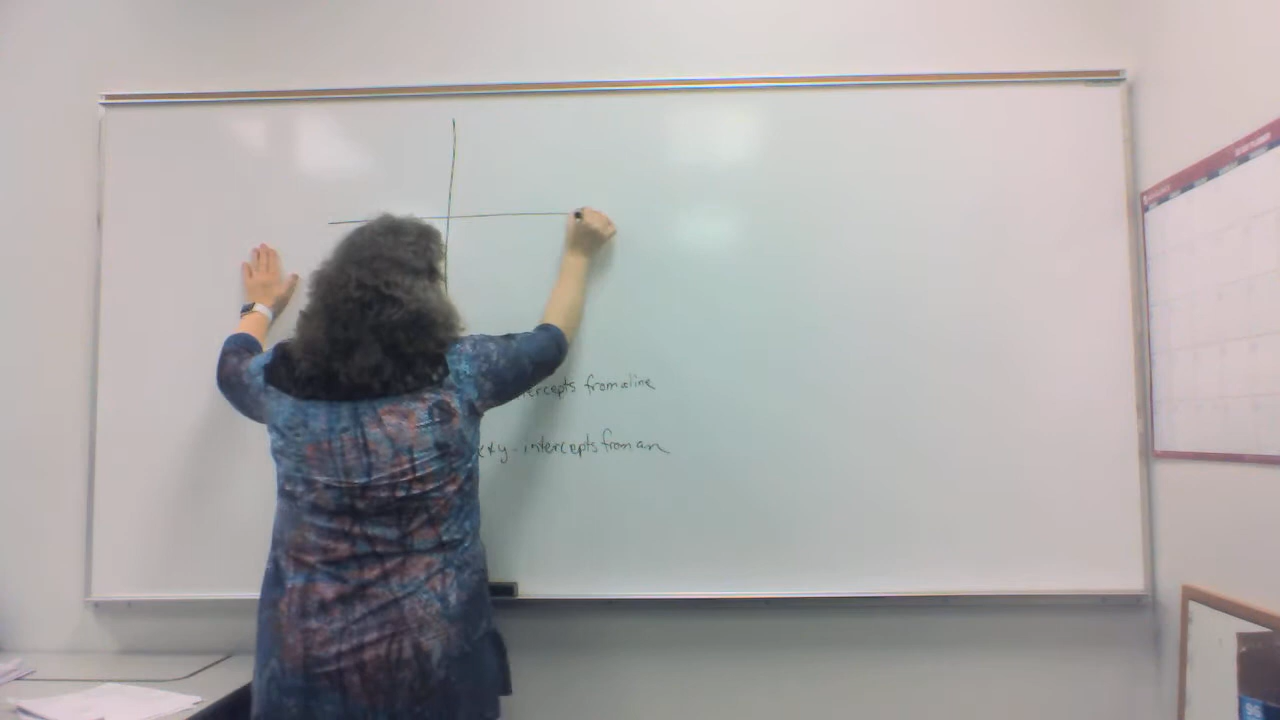 tercepts from a line
x + y - intercepts from an